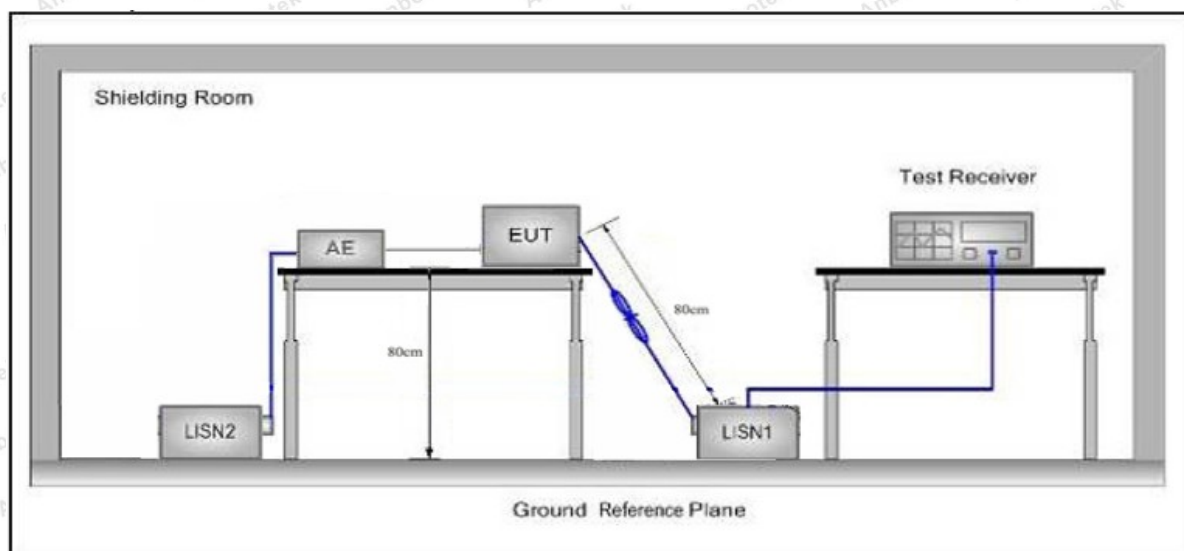 Shielding Room
Test Receiver
AE
EUT
80cm
80cm
LISN2
LISN1
Ground Reference Plane